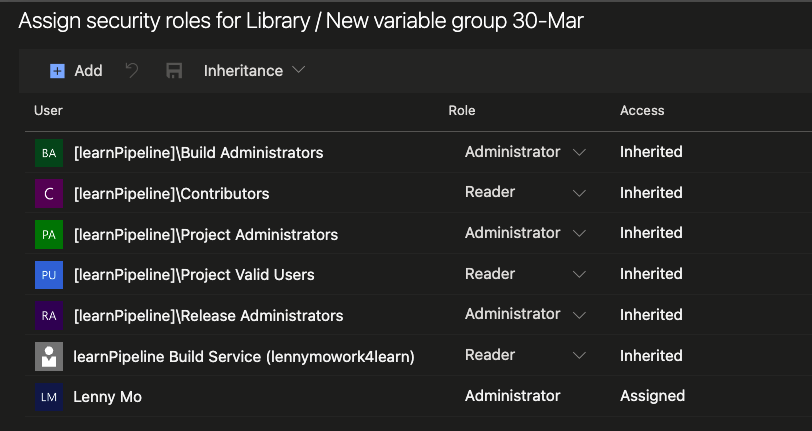 Assign security roles for Library / New variable group 30-Mar
Add Inheritance
User Role Access
BA [learnPipeline]\Build Administrators Administrator Inherited
C [learnPipeline]\Contributors Reader Inherited
PA [learnPipeline]\Project Administrators Administrator Inherited
PU [learnPipeline]\Project Valid Users Reader Inherited
RA [learnPipeline]\Release Administrators Administrator Inherited
learnPipeline Build Service (lennymowork4learn) Reader Inherited
LM Lenny Mo Administrator Assigned